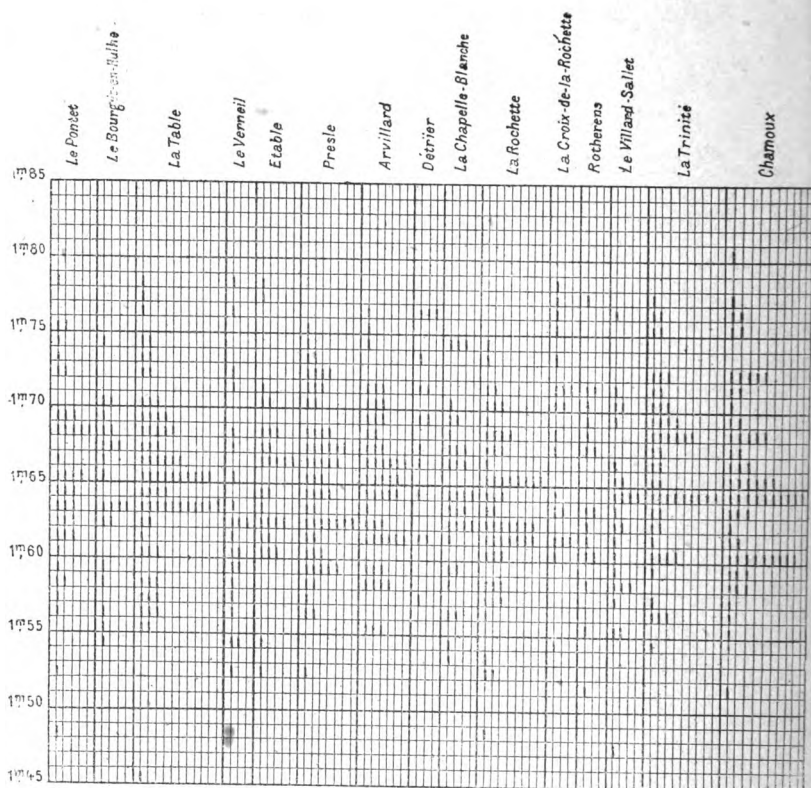 Le Pontet
La Table
Le Verneil
Etable
Presle
Arvillard
Détrier
La Chapelle-Blanche
La Rochette
La Croix-de-la-Rochette
Rotherens
Le Villard-Sallet
La Trinité
Chamoux
1m85
1m80
1m75
1m70
1m65
1m60
1m55
1m50
1m45